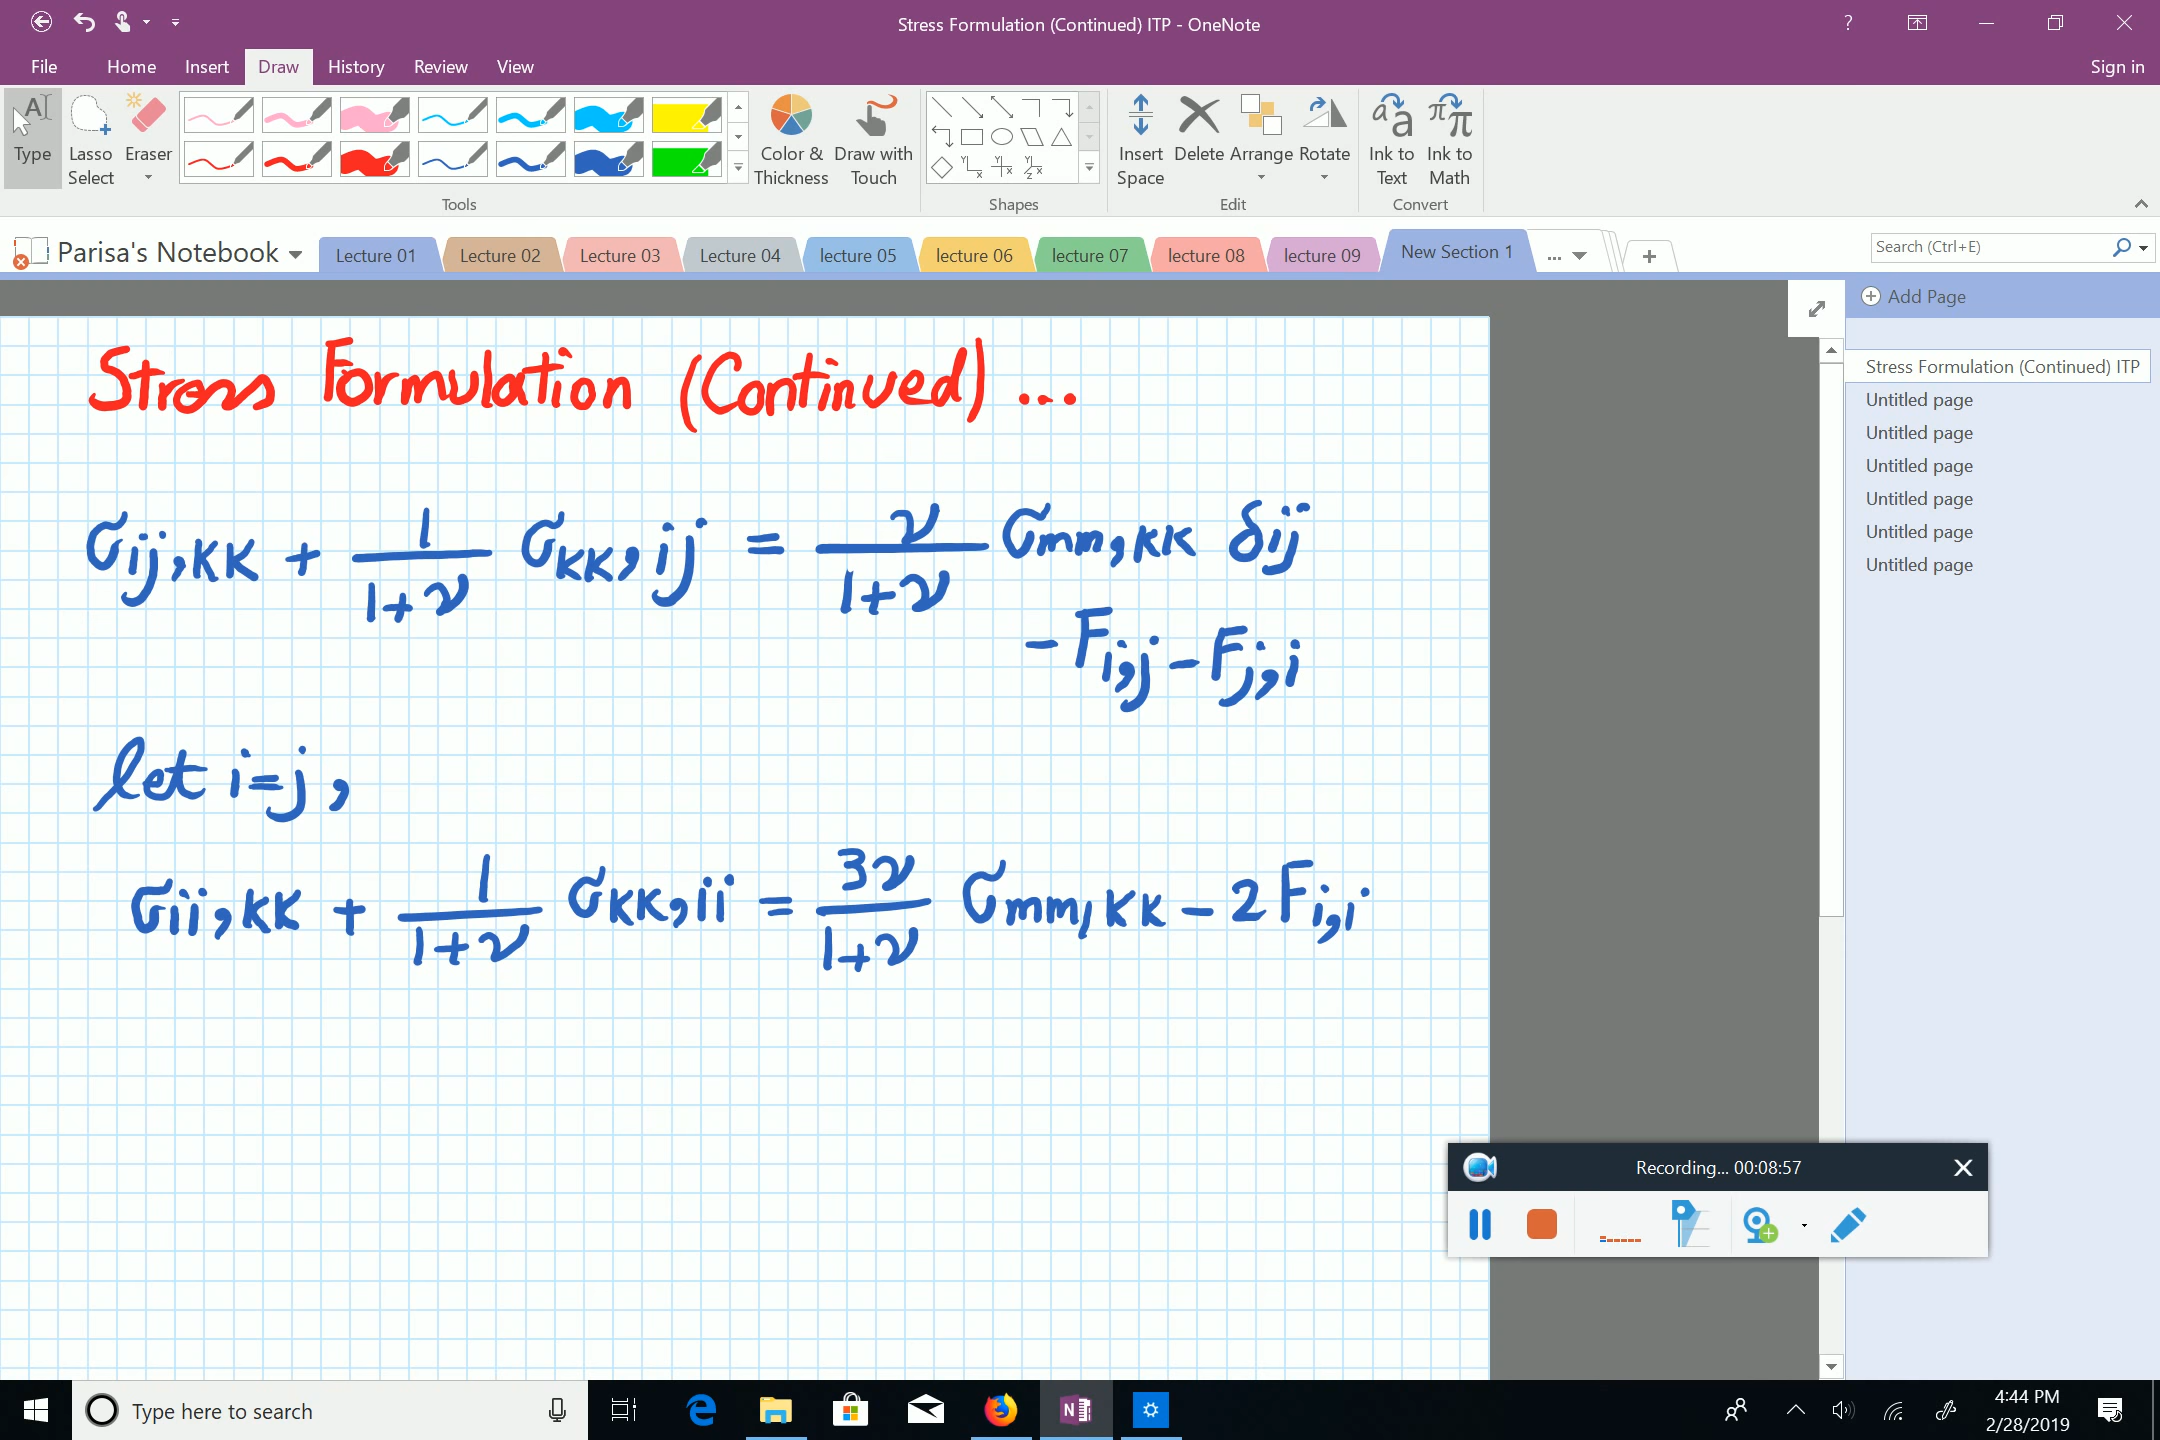 Stress Formulation (Continued) ITP - OneNote
File Home Insert Draw History Review View Sign in
Type
Lasso Select
Eraser
Color & Thickness
Draw with Touch
Insert Space
Delete
Arrange
Rotate
Ink to Text
Ink to Math
Tools Shapes Edit Convert
Parisa's Notebook Lecture 01 Lecture 02 Lecture 03 Lecture 04 lecture 05 lecture 06 lecture 07 lecture 08 lecture 09 New Section 1 ... + Search (Ctrl+E)
Add Page
Stress Formulation (Continued) ITP
Untitled page
Untitled page
Untitled page
Untitled page
Untitled page
Untitled page
Stress Formulation (Continued) ...
σij,kk + 1/(1+ν) σkk,ij = ν/(1+ν) σmm,kk δij
- Fi,j - Fj,i
let i=j,
σii,kk + 1/(1+ν) σkk,ii = 3ν/(1+ν) σmm,kk - 2Fi,i
Recording... 00:08:57
Type here to search
4:44 PM
2/28/2019